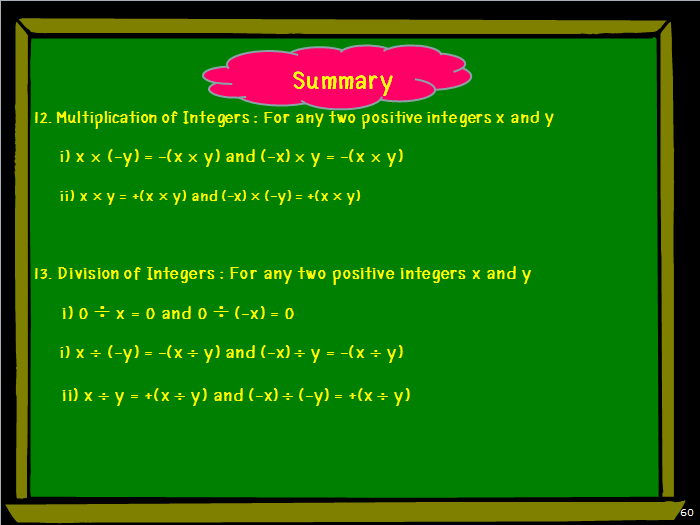 Summary
12. Multiplication of Integers : For any two positive integers x and y
i) x × (-y) = -(x × y) and (-x) × y = -(x × y)
ii) x × y = +(x × y) and (-x) × (-y) = +(x × y)
13. Division of Integers : For any two positive integers x and y
i) 0 ÷ x = 0 and 0 ÷ (-x) = 0
i) x ÷ (-y) = -(x ÷ y) and (-x) ÷ y = -(x ÷ y)
ii) x ÷ y = +(x ÷ y) and (-x) ÷ (-y) = +(x ÷ y)
60